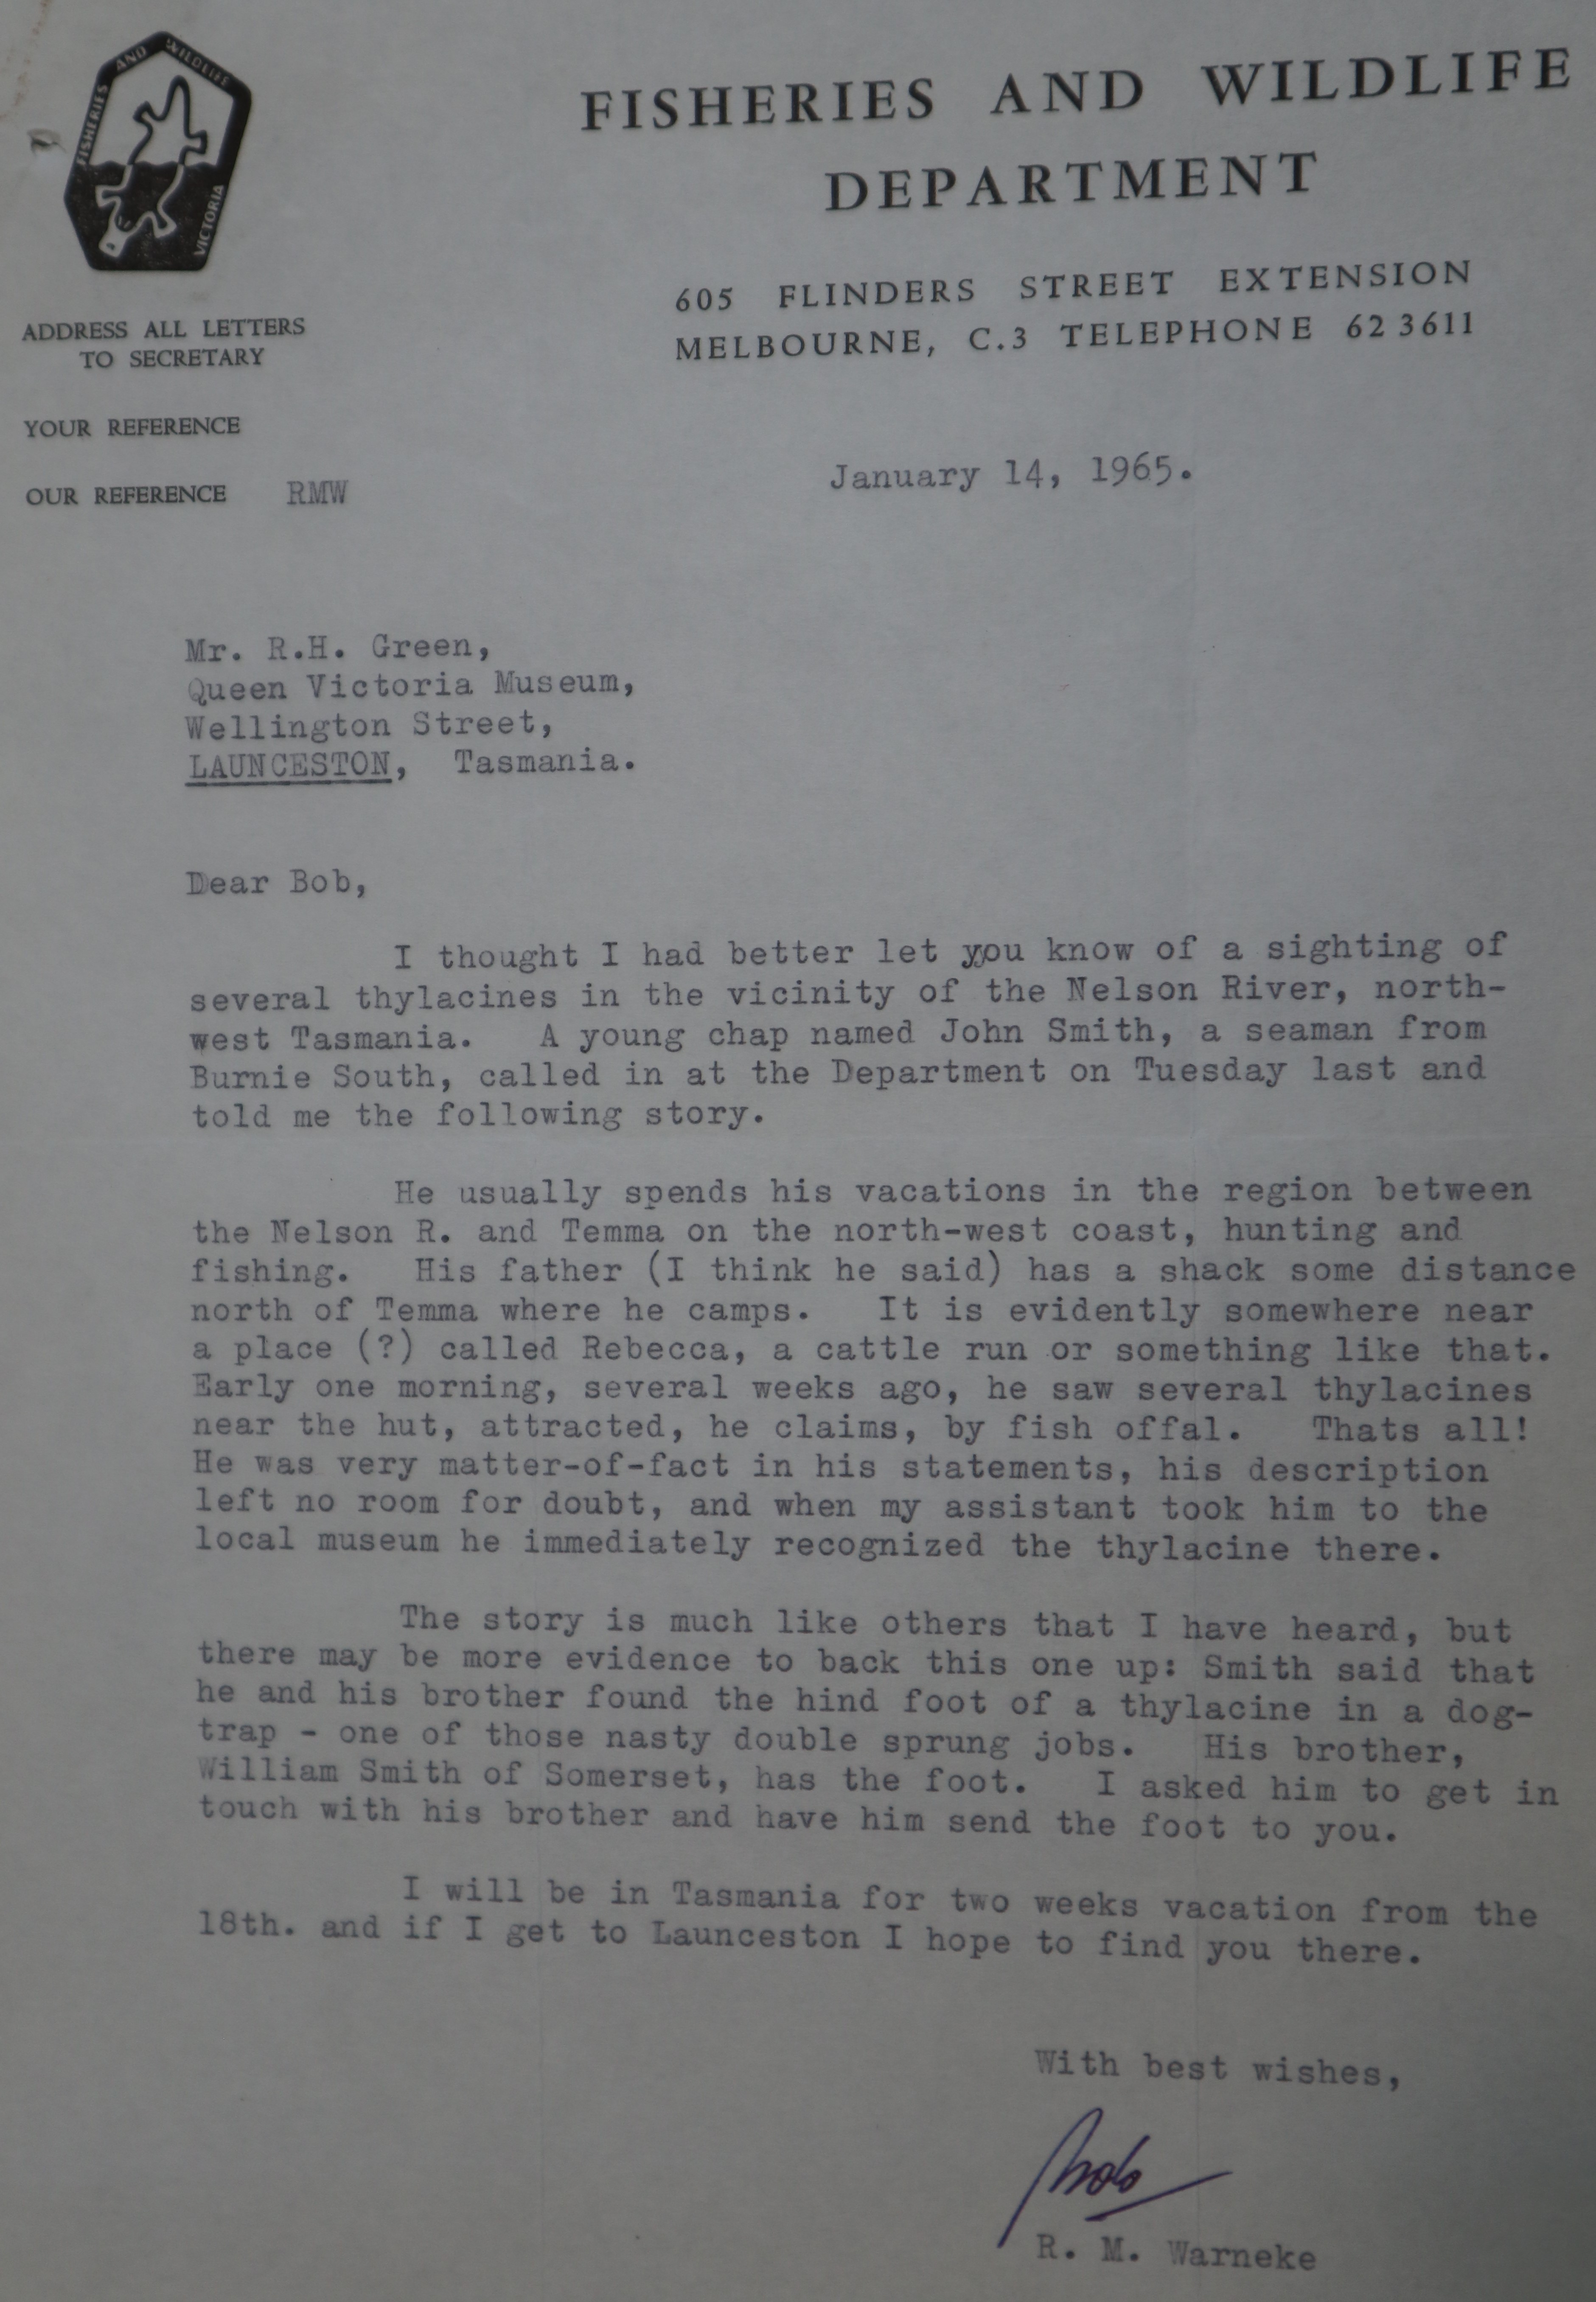 FISHERIES AND WILDLIFE
VICTORIA
FISHERIES AND WILDLIFE
DEPARTMENT
605 FLINDERS STREET EXTENSION
MELBOURNE, C.3 TELEPHONE 62 3611
ADDRESS ALL LETTERS
TO SECRETARY
YOUR REFERENCE
OUR REFERENCE RMW
January 14, 1965.
Mr. R.H. Green,
Queen Victoria Museum,
Wellington Street,
LAUNCESTON, Tasmania.
Dear Bob,
I thought I had better let you know of a sighting of
several thylacines in the vicinity of the Nelson River, north-
west Tasmania. A young chap named John Smith, a seaman from
Burnie South, called in at the Department on Tuesday last and
told me the following story.
He usually spends his vacations in the region between
the Nelson R. and Temma on the north-west coast, hunting and
fishing. His father (I think he said) has a shack some distance
north of Temma where he camps. It is evidently somewhere near
a place (?) called Rebecca, a cattle run or something like that.
Early one morning, several weeks ago, he saw several thylacines
near the hut, attracted, he claims, by fish offal. Thats all!
He was very matter-of-fact in his statements, his description
left no room for doubt, and when my assistant took him to the
local museum he immediately recognized the thylacine there.
The story is much like others that I have heard, but
there may be more evidence to back this one up: Smith said that
he and his brother found the hind foot of a thylacine in a dog-
trap - one of those nasty double sprung jobs. His brother,
William Smith of Somerset, has the foot. I asked him to get in
touch with his brother and have him send the foot to you.
I will be in Tasmania for two weeks vacation from the
18th. and if I get to Launceston I hope to find you there.
With best wishes,
Bob
R. M. Warneke